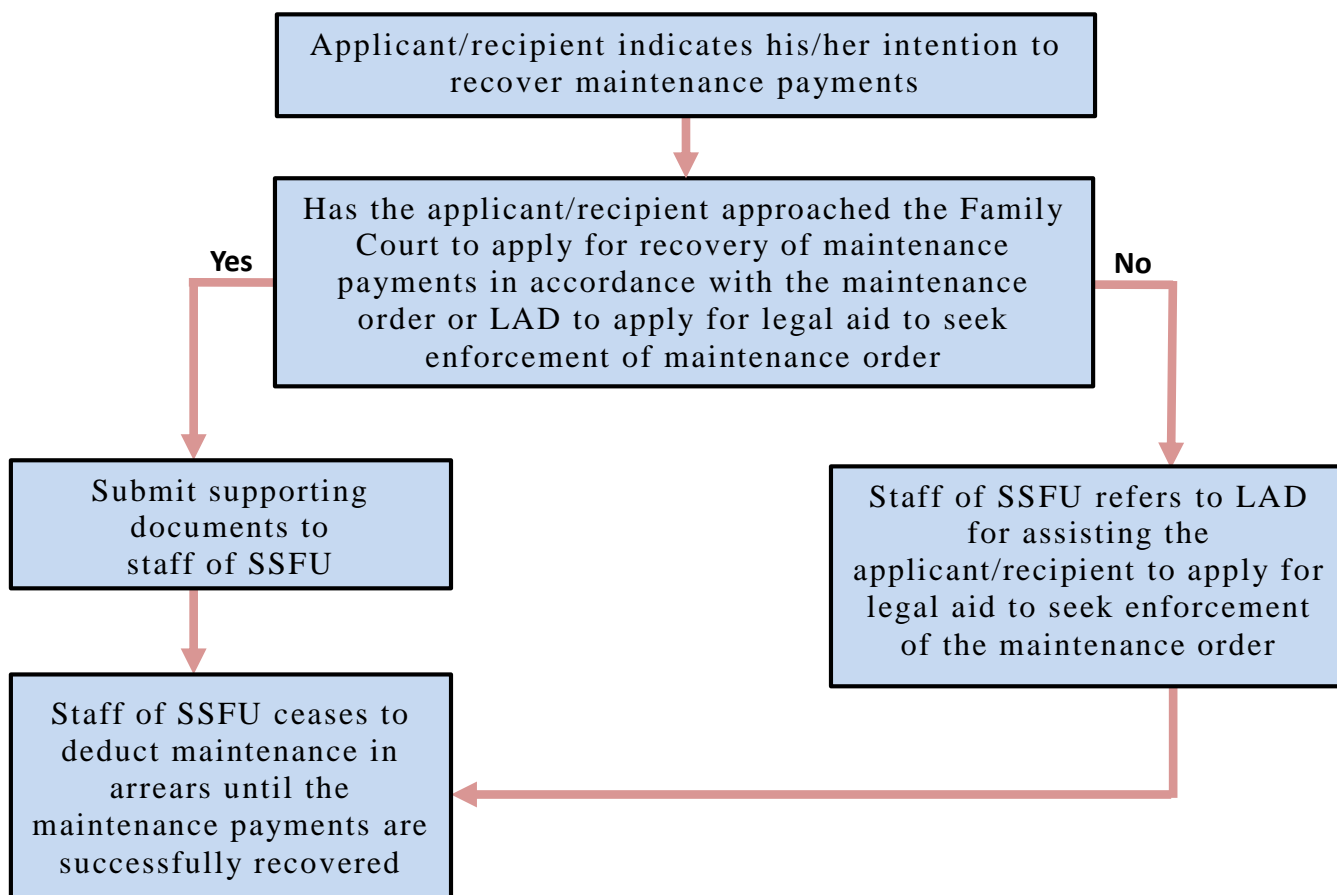 Applicant/recipient indicates his/her intention to
recover maintenance payments
Has the applicant/recipient approached the Family
Court to apply for recovery of maintenance
payments in accordance with the maintenance
order or LAD to apply for legal aid to seek
enforcement of maintenance order
Yes
No
Submit supporting
documents to
staff of SSFU
Staff of SSFU refers to LAD
for assisting the
applicant/recipient to apply for
legal aid to seek enforcement
of the maintenance order
Staff of SSFU ceases to
deduct maintenance in
arrears until the
maintenance payments are
successfully recovered